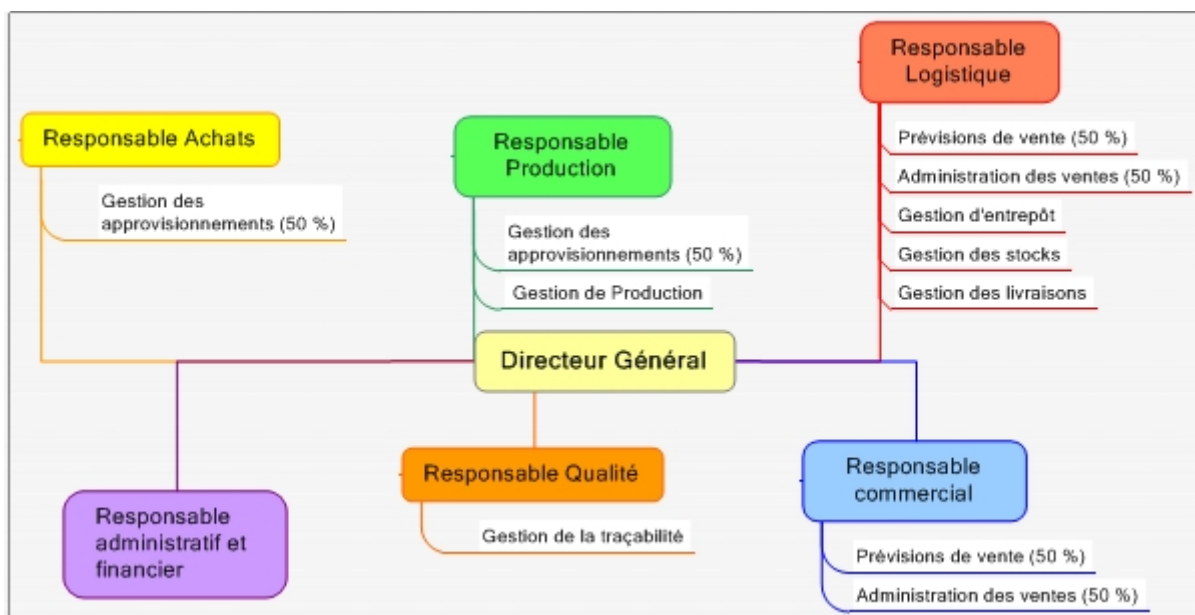 Responsable Achats
Gestion des
approvisionnements (50 %)
Responsable
Production
Gestion des
approvisionnements (50 %)
Gestion de Production
Responsable
Logistique
Prévisions de vente (50 %)
Administration des ventes (50 %)
Gestion d'entrepôt
Gestion des stocks
Gestion des livraisons
Directeur Général
Responsable
administratif et
financier
Responsable Qualité
Gestion de la traçabilité
Responsable
commercial
Prévisions de vente (50 %)
Administration des ventes (50 %)